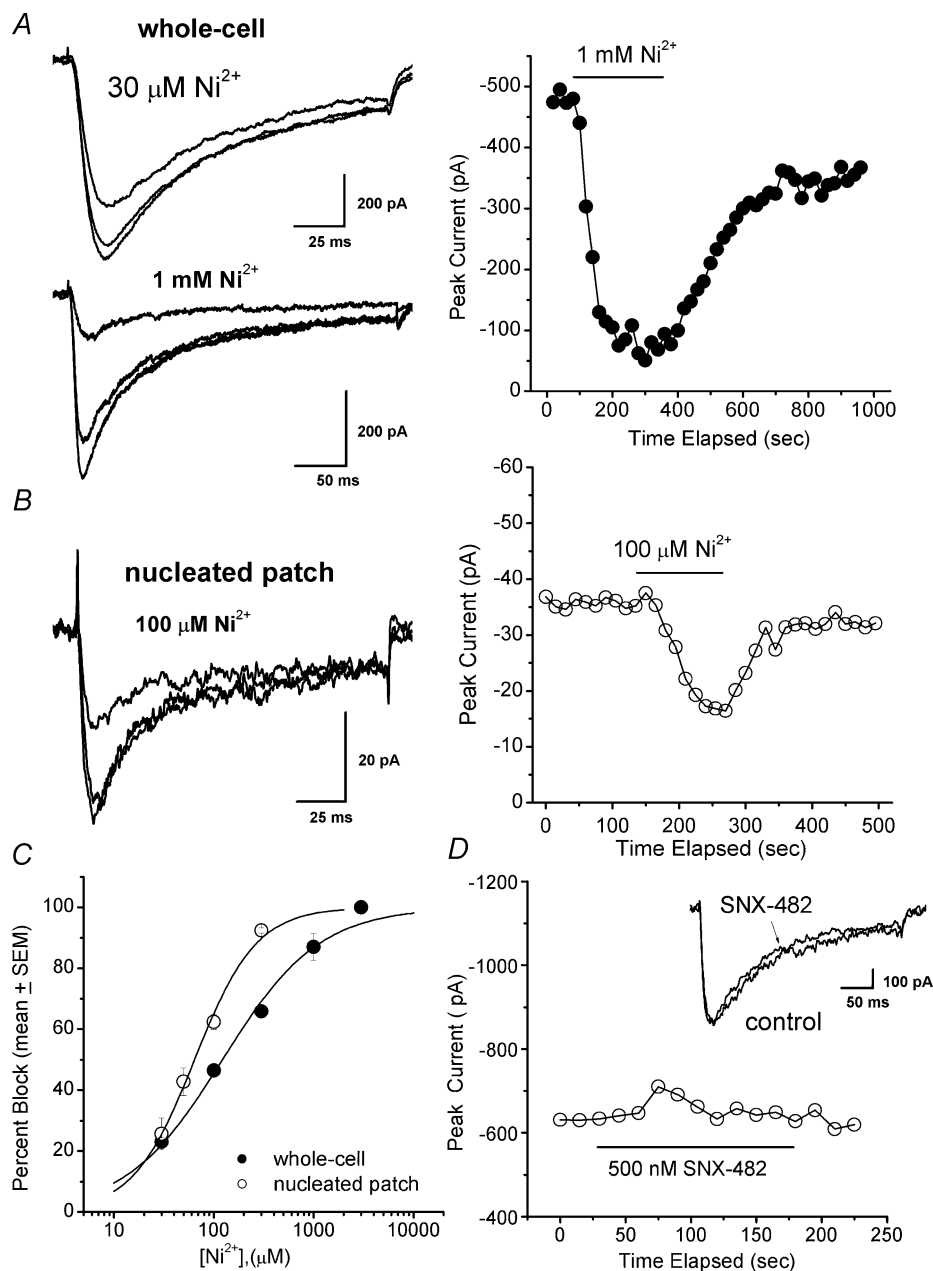 A
whole-cell
30 μM Ni2+
200 pA
25 ms
1 mM Ni2+
200 pA
50 ms
1 mM Ni2+
Peak Current (pA)
-500
-400
-300
-200
-100
0
0 200 400 600 800 1000
Time Elapsed (sec)
B
nucleated patch
100 μM Ni2+
20 pA
25 ms
100 μM Ni2+
Peak Current (pA)
-60
-50
-40
-30
-20
-10
0
0 100 200 300 400 500
Time Elapsed (sec)
C
Percent Block (mean ± SEM)
100
80
60
40
20
0
whole-cell
nucleated patch
10 100 1000 10000
[Ni2+],(μM)
D
Peak Current ( pA)
-1200
-1000
-800
-600
-400
SNX-482
control
100 pA
50 ms
500 nM SNX-482
0 50 100 150 200 250
Time Elapsed (sec)